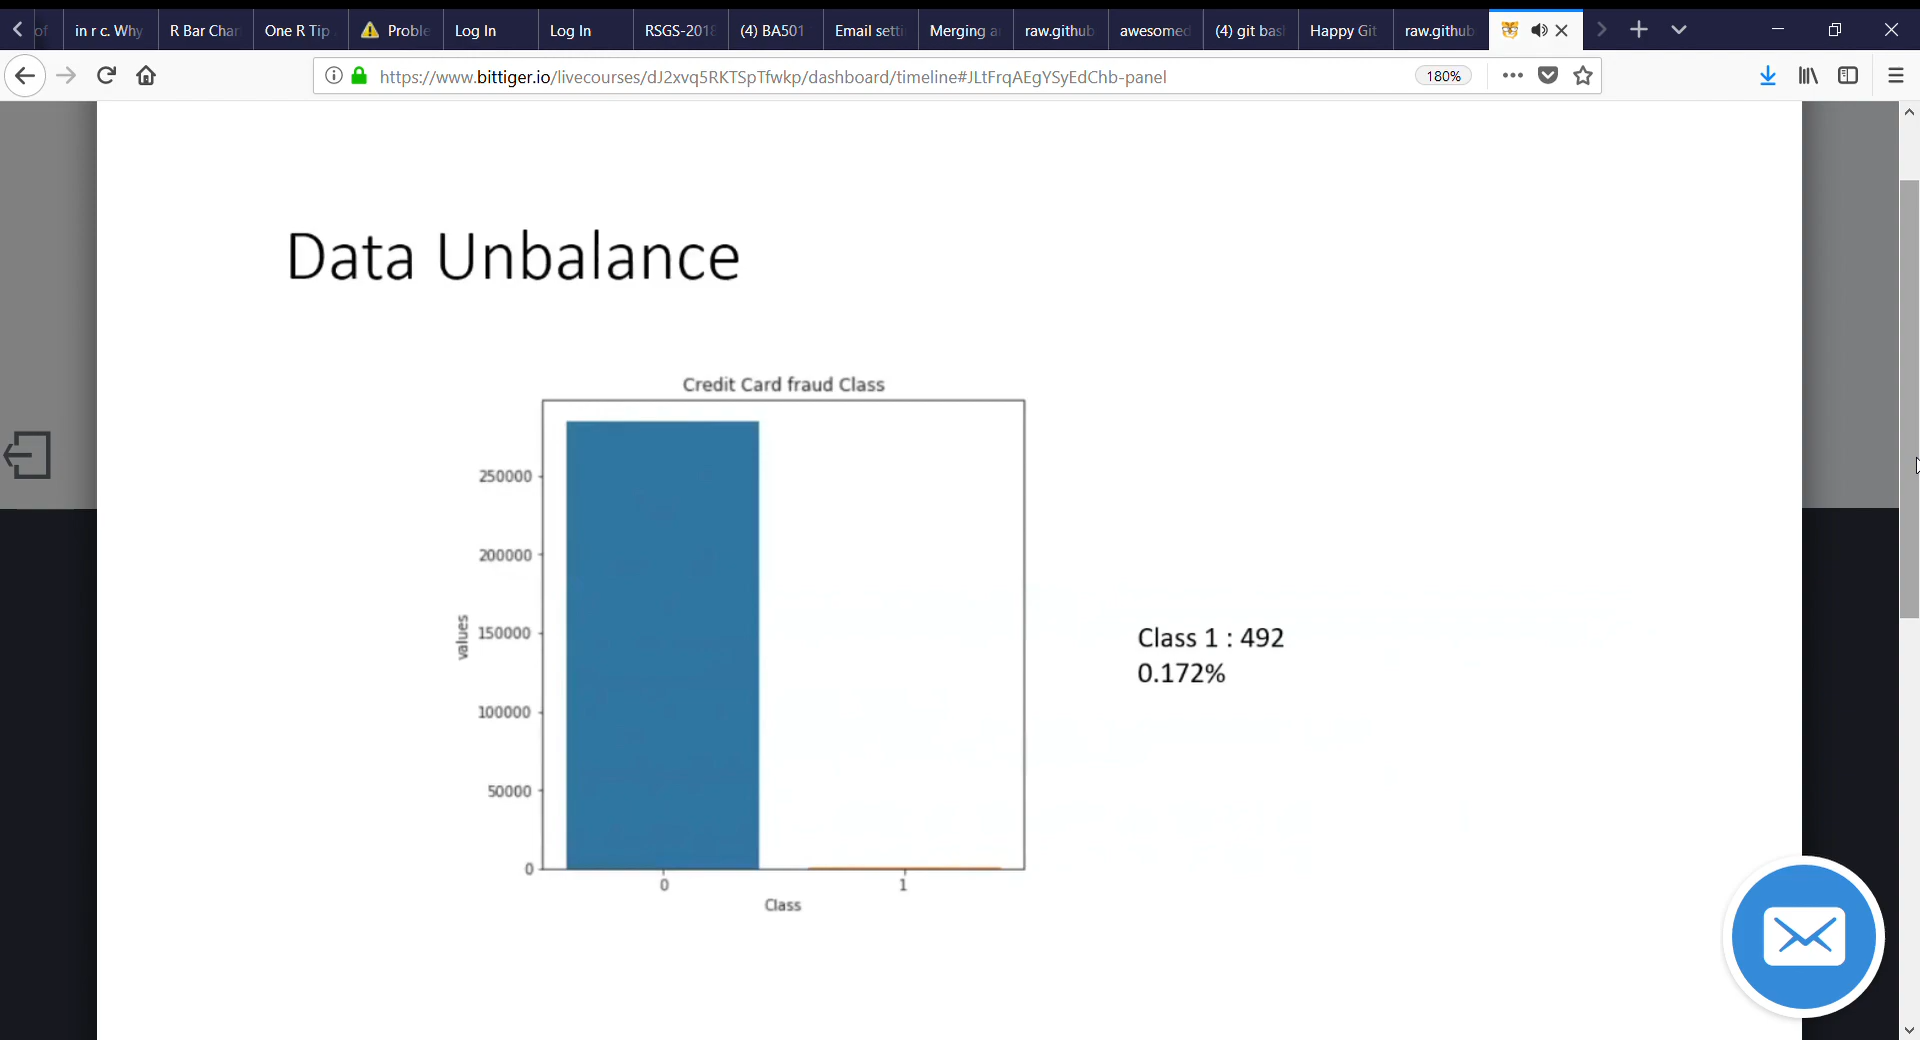 in r c. Why
R Bar Char
One R Tip
Proble
Log In
Log In
RSGS-2018
(4) BA501
Email setti
Merging a
raw.github
awesomed
(4) git bas
Happy Git
raw.github
https://www.bittiger.io/livecourses/dJ2xvq5RKTSpTfwkp/dashboard/timeline#JLtFrqAEgYSyEdChb-panel
180%
Data Unbalance
Credit Card fraud Class
250000
200000
150000
100000
50000
0
values
0
1
Class
Class 1 : 492
0.172%